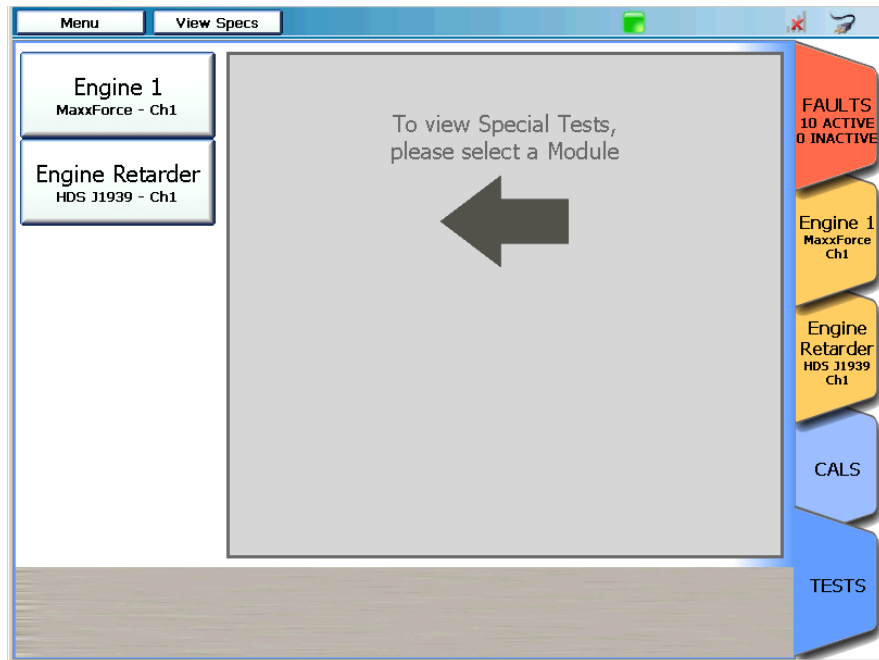 Menu
View Specs
Engine 1
MaxxForce - Ch1
Engine Retarder
HDS J1939 - Ch1
To view Special Tests,
please select a Module
FAULTS
10 ACTIVE
0 INACTIVE
Engine 1
MaxxForce
Ch1
Engine
Retarder
HDS J1939
Ch1
CALS
TESTS